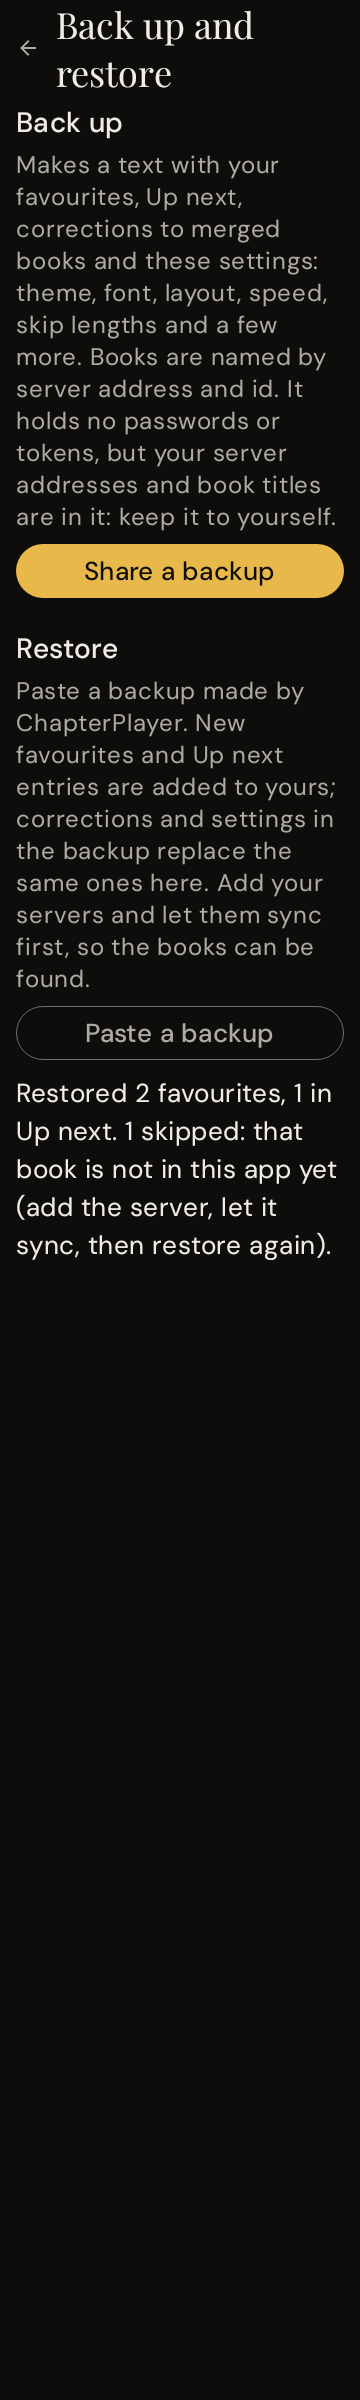 Back up and
restore
Back up
Makes a text with your
favourites, Up next,
corrections to merged
books and these settings:
theme, font, layout, speed,
skip lengths and a few
more. Books are named by
server address and id. It
holds no passwords or
tokens, but your server
addresses and book titles
are in it: keep it to yourself.
Share a backup
Restore
Paste a backup made by
ChapterPlayer. New
favourites and Up next
entries are added to yours;
corrections and settings in
the backup replace the
same ones here. Add your
servers and let them sync
first, so the books can be
found.
Paste a backup
Restored 2 favourites, 1 in
Up next. 1 skipped: that
book is not in this app yet
(add the server, let it
sync, then restore again).